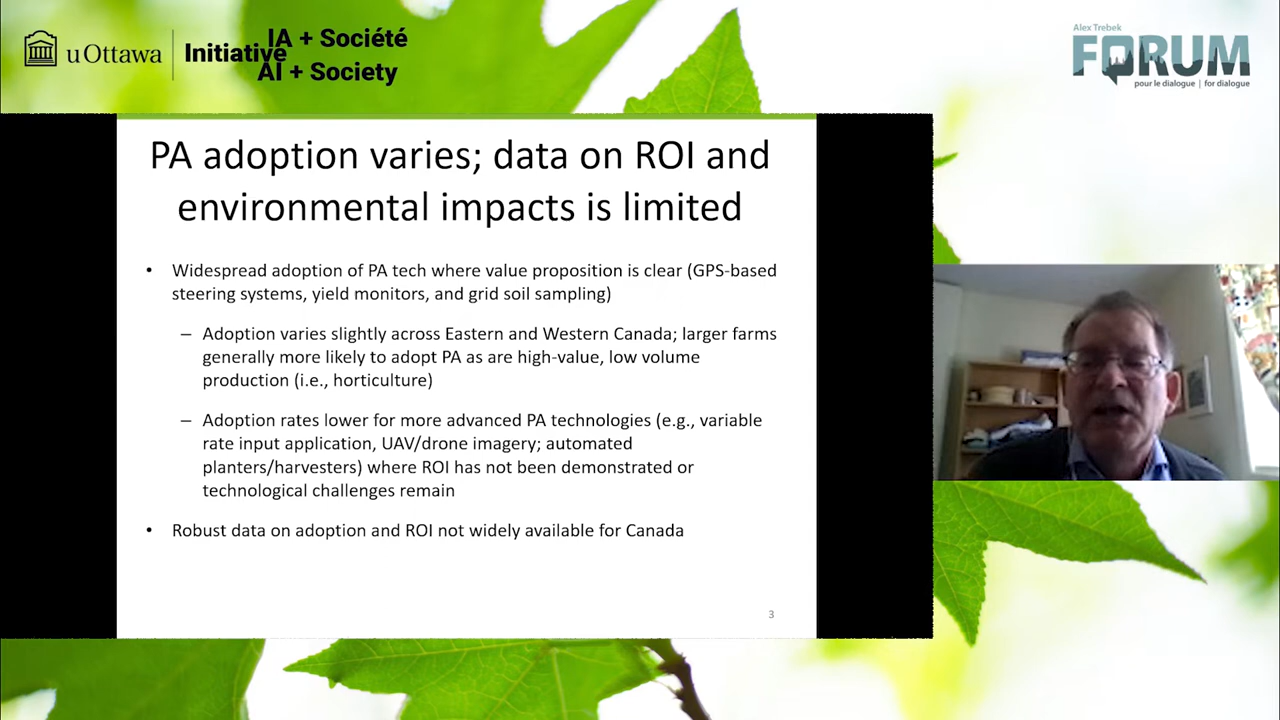 uOttawa
Initiative
IA + Société
AI + Society
Alex Trebek
FORUM
pour le dialogue | for dialogue
PA adoption varies; data on ROI and
environmental impacts is limited
• Widespread adoption of PA tech where value proposition is clear (GPS-based
steering systems, yield monitors, and grid soil sampling)
– Adoption varies slightly across Eastern and Western Canada; larger farms
generally more likely to adopt PA as are high-value, low volume
production (i.e., horticulture)
– Adoption rates lower for more advanced PA technologies (e.g., variable
rate input application, UAV/drone imagery; automated
planters/harvesters) where ROI has not been demonstrated or
technological challenges remain
• Robust data on adoption and ROI not widely available for Canada
3